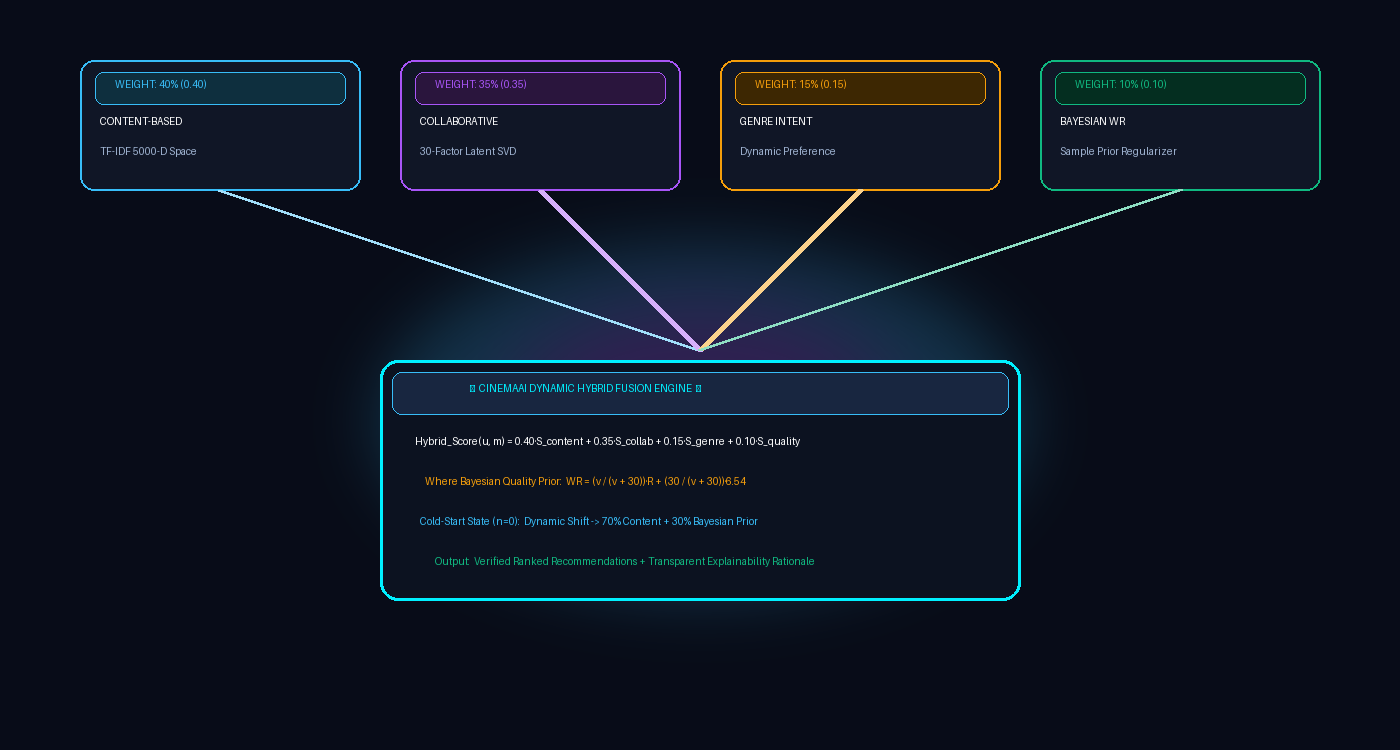 WEIGHT: 40% (0.40)
CONTENT-BASED
TF-IDF 5000-D Space
WEIGHT: 35% (0.35)
COLLABORATIVE
30-Factor Latent SVD
WEIGHT: 15% (0.15)
GENRE INTENT
Dynamic Preference
WEIGHT: 10% (0.10)
BAYESIAN WR
Sample Prior Regularizer
CINEMAAI DYNAMIC HYBRID FUSION ENGINE
Hybrid_Score(u, m) = 0.40·S_content + 0.35·S_collab + 0.15·S_genre + 0.10·S_quality
Where Bayesian Quality Prior: WR = (v / (v + 30))·R + (30 / (v + 30))·6.54
Cold-Start State (n=0): Dynamic Shift -> 70% Content + 30% Bayesian Prior
Output: Verified Ranked Recommendations + Transparent Explainability Rationale